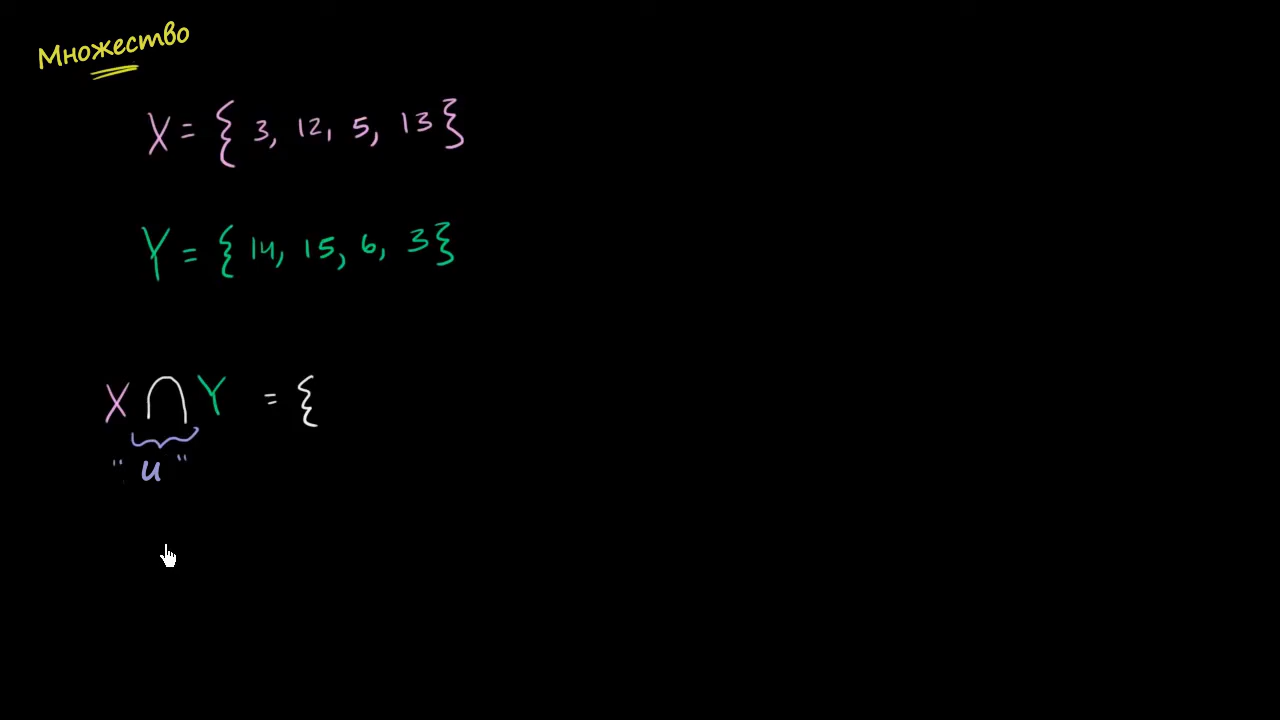 Множество
X = { 3, 12, 5, 13 }
Y = { 14, 15, 6, 3 }
X ∩ Y = {
" и "